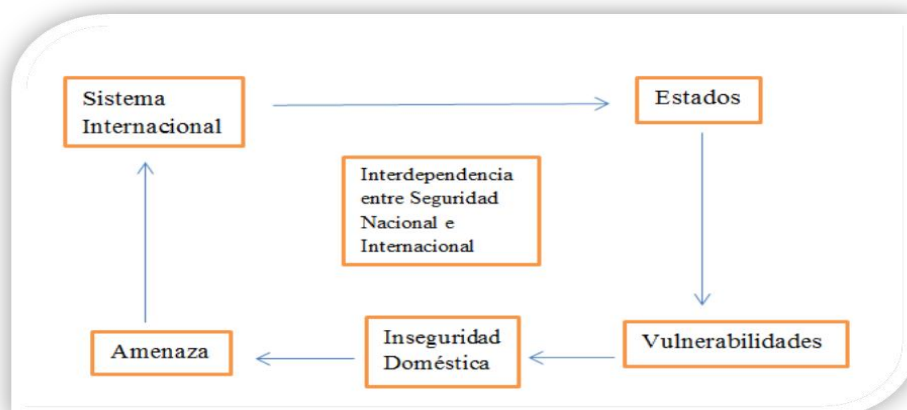 Sistema
Internacional
Estados
Interdependencia
entre Seguridad
Nacional e
Internacional
Amenaza
Inseguridad
Doméstica
Vulnerabilidades